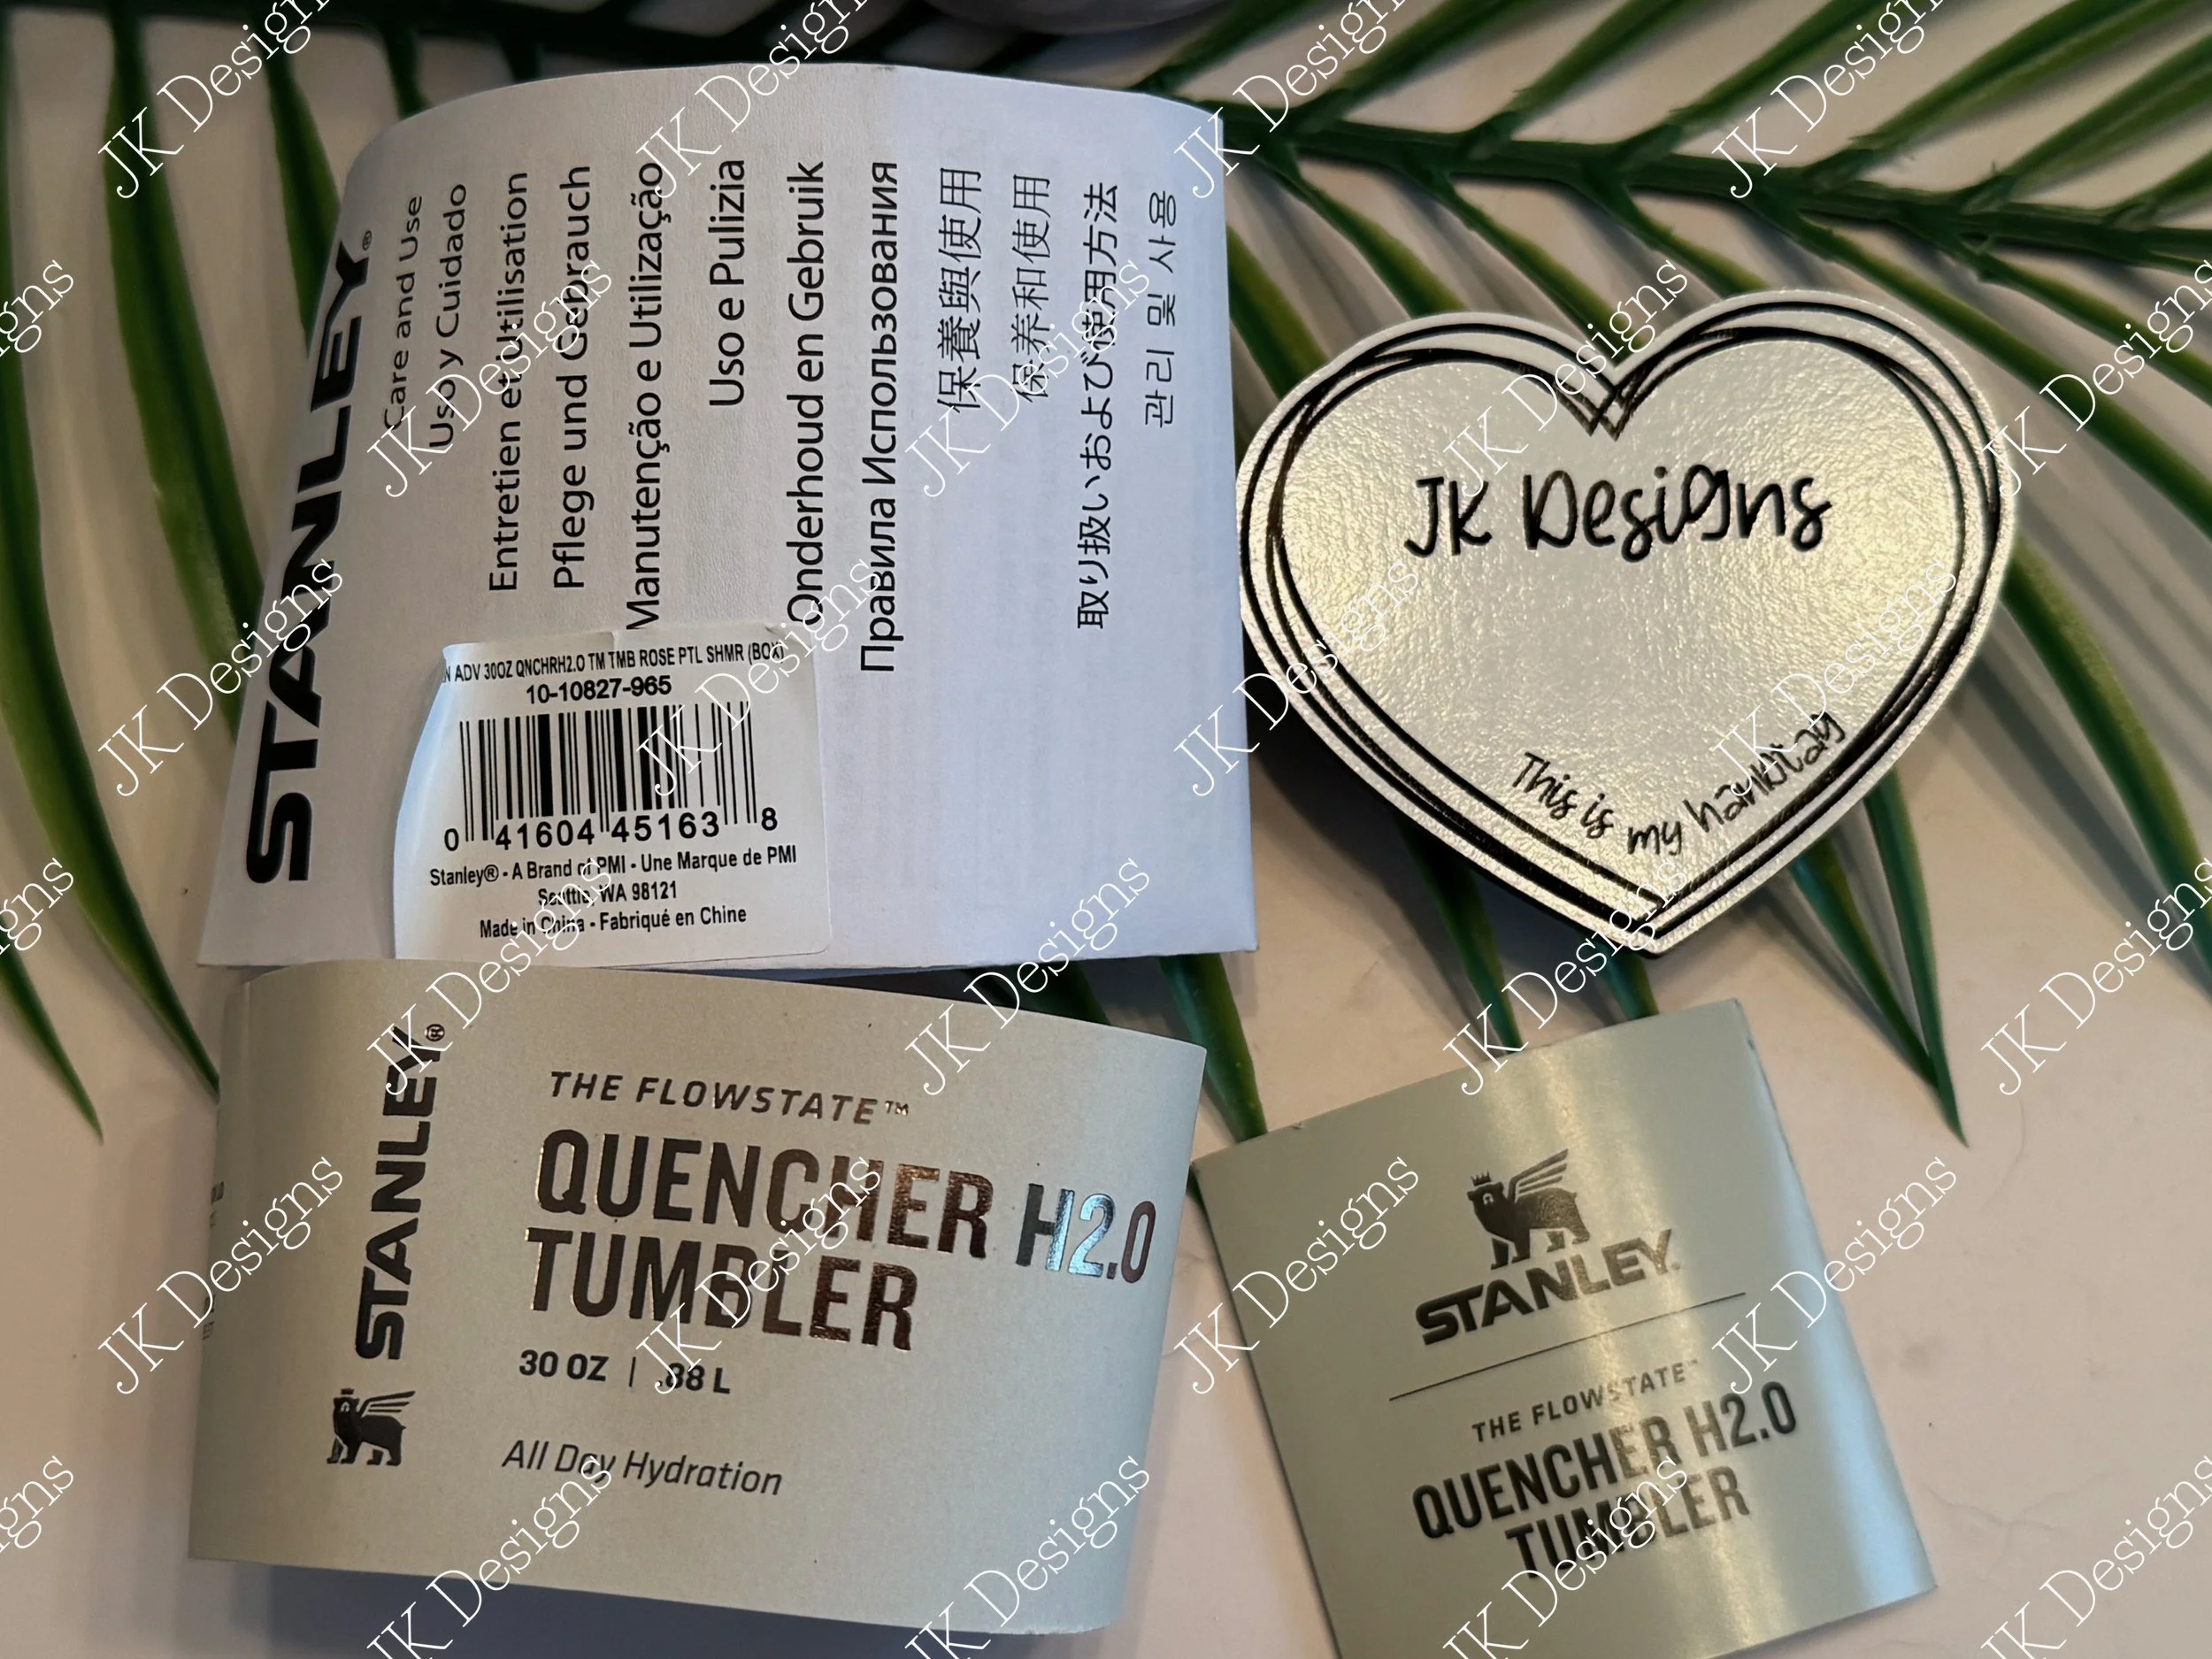 STANLEY®
Care and Use
Uso y Cuidado
Entretien et Utillisation
Pflege und Gebrauch
Manutenção e Utilização
Uso e Pulizia
Onderhoud en Gebruik
Правила Использования
保養與使用
保养和使用
取り扱いおよび使用方法
관리 및 사용
N ADV 30OZ QNCHRH2.O TM TMB ROSE PTL SHMR (BOX)
10-10827-965
0 41604 45163 8
Stanley® - A Brand of PMI - Une Marque de PMI
Seattle, WA 98121
Made in China - Fabriqué en Chine
JK Designs
This is my hanklay
STANLEY®
THE FLOWSTATE™
QUENCHER H2.0
TUMBLER
30 OZ | .88 L
All Day Hydration
STANLEY.
THE FLOWSTATE™
QUENCHER H2.0
TUMBLER
JK Designs